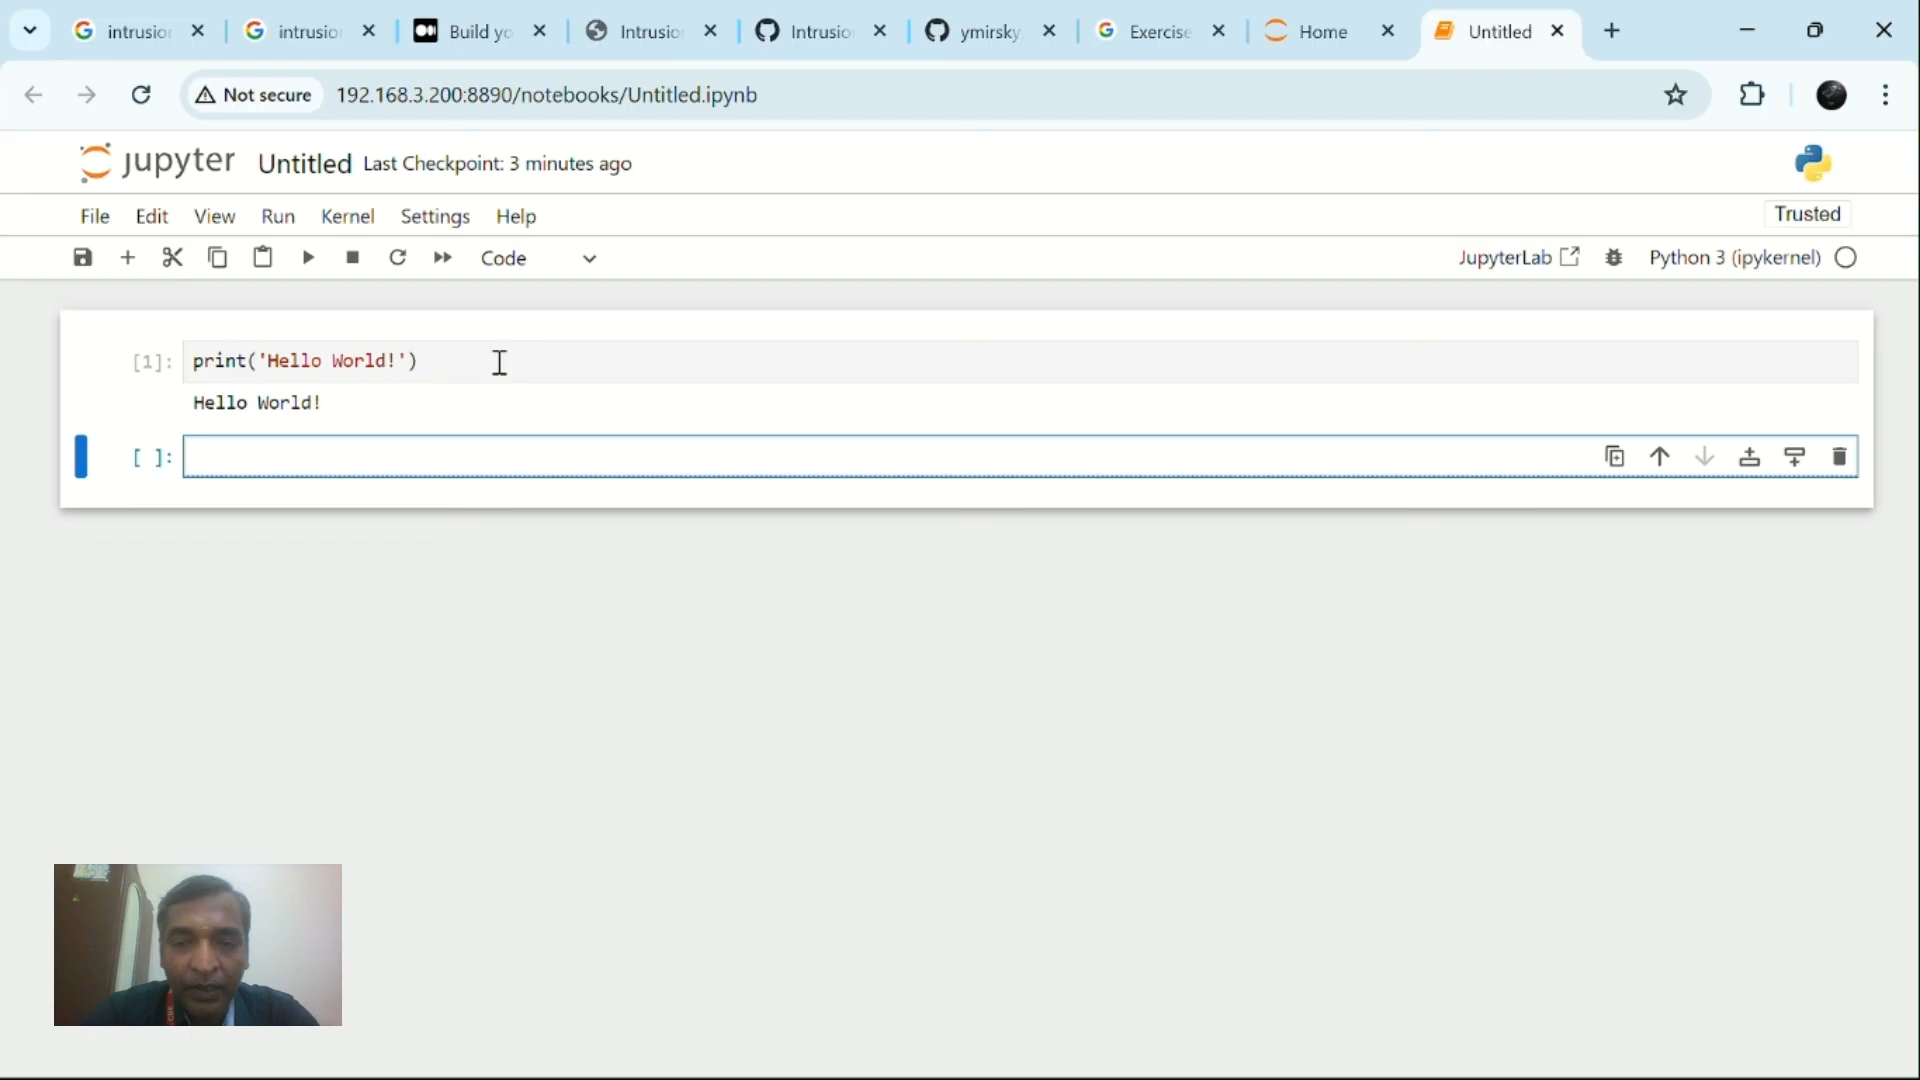 intrusio intrusio Build yo Intrusio Intrusio ymirsky Exercise Home Untitled
Not secure 192.168.3.200:8890/notebooks/Untitled.ipynb
jupyter Untitled Last Checkpoint: 3 minutes ago
File Edit View Run Kernel Settings Help Trusted
Code JupyterLab Python 3 (ipykernel)
[1]: print('Hello World!')
Hello World!
[ ]: